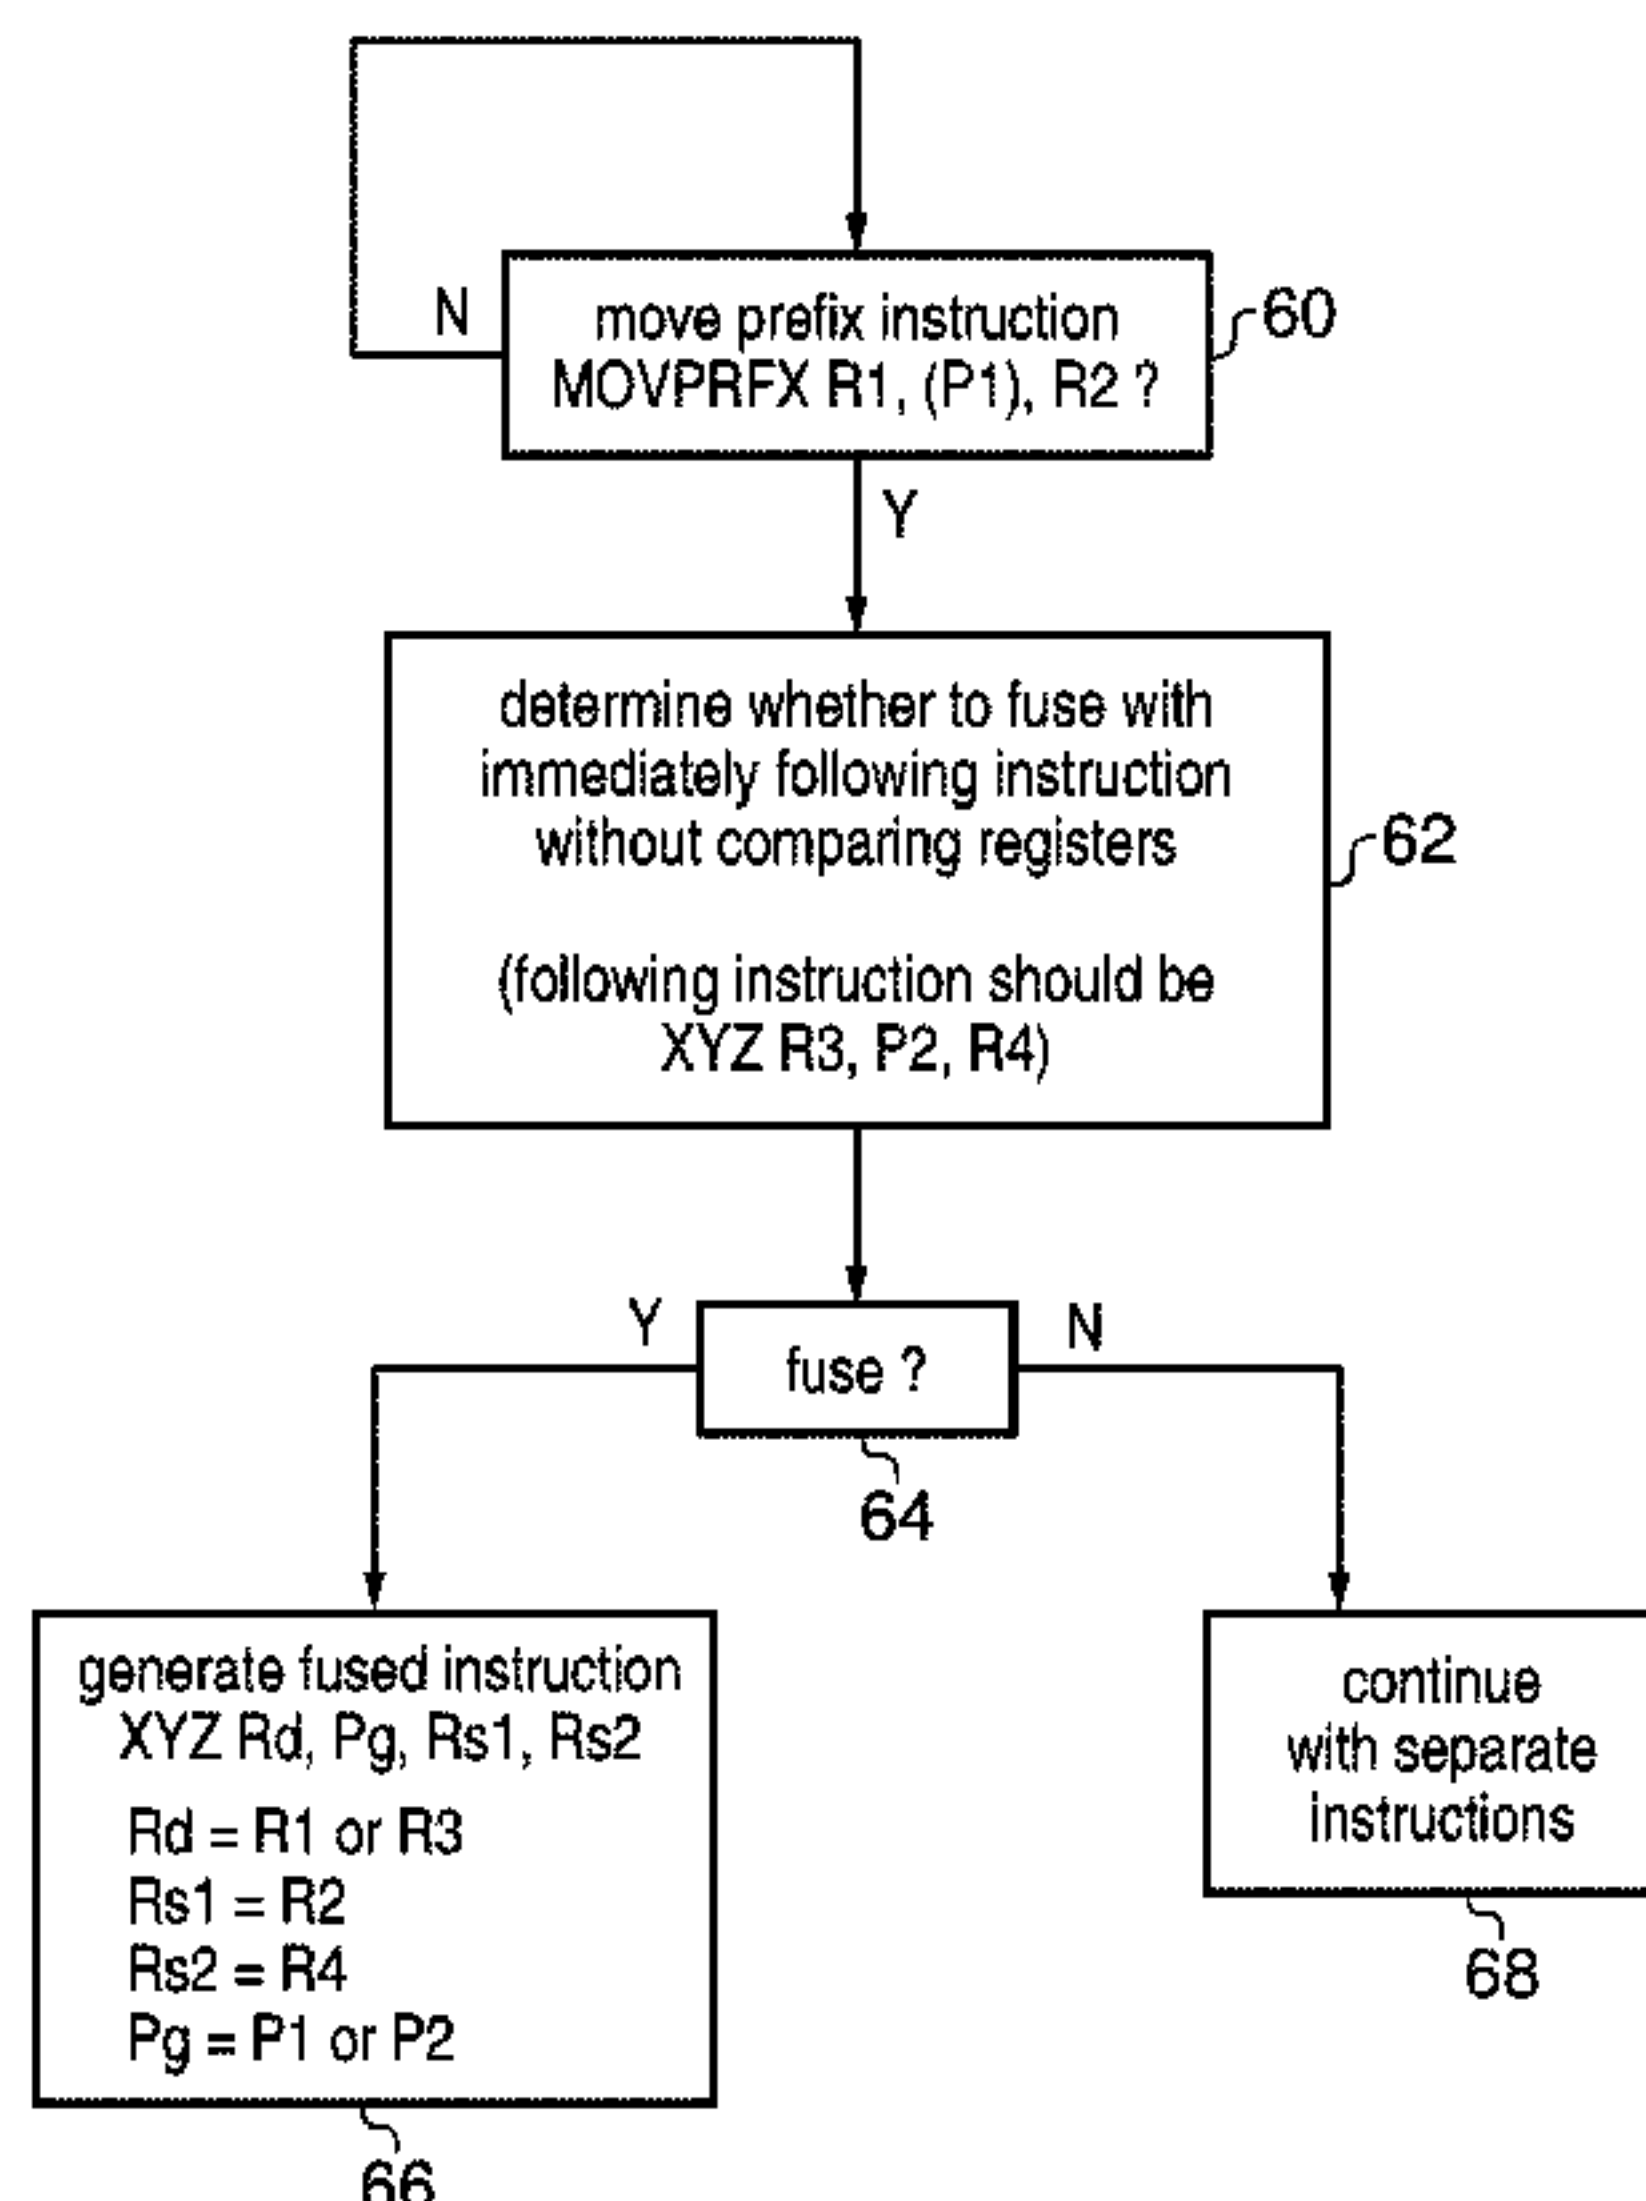 N
move prefix instruction
MOVPRFX R1, (P1), R2 ?
60
Y
determine whether to fuse with
immediately following instruction
without comparing registers
(following instruction should be
XYZ R3, P2, R4)
62
Y
fuse ?
N
64
generate fused instruction
XYZ Rd, Pg, Rs1, Rs2
Rd = R1 or R3
Rs1 = R2
Rs2 = R4
Pg = P1 or P2
continue
with separate
instructions
68
66